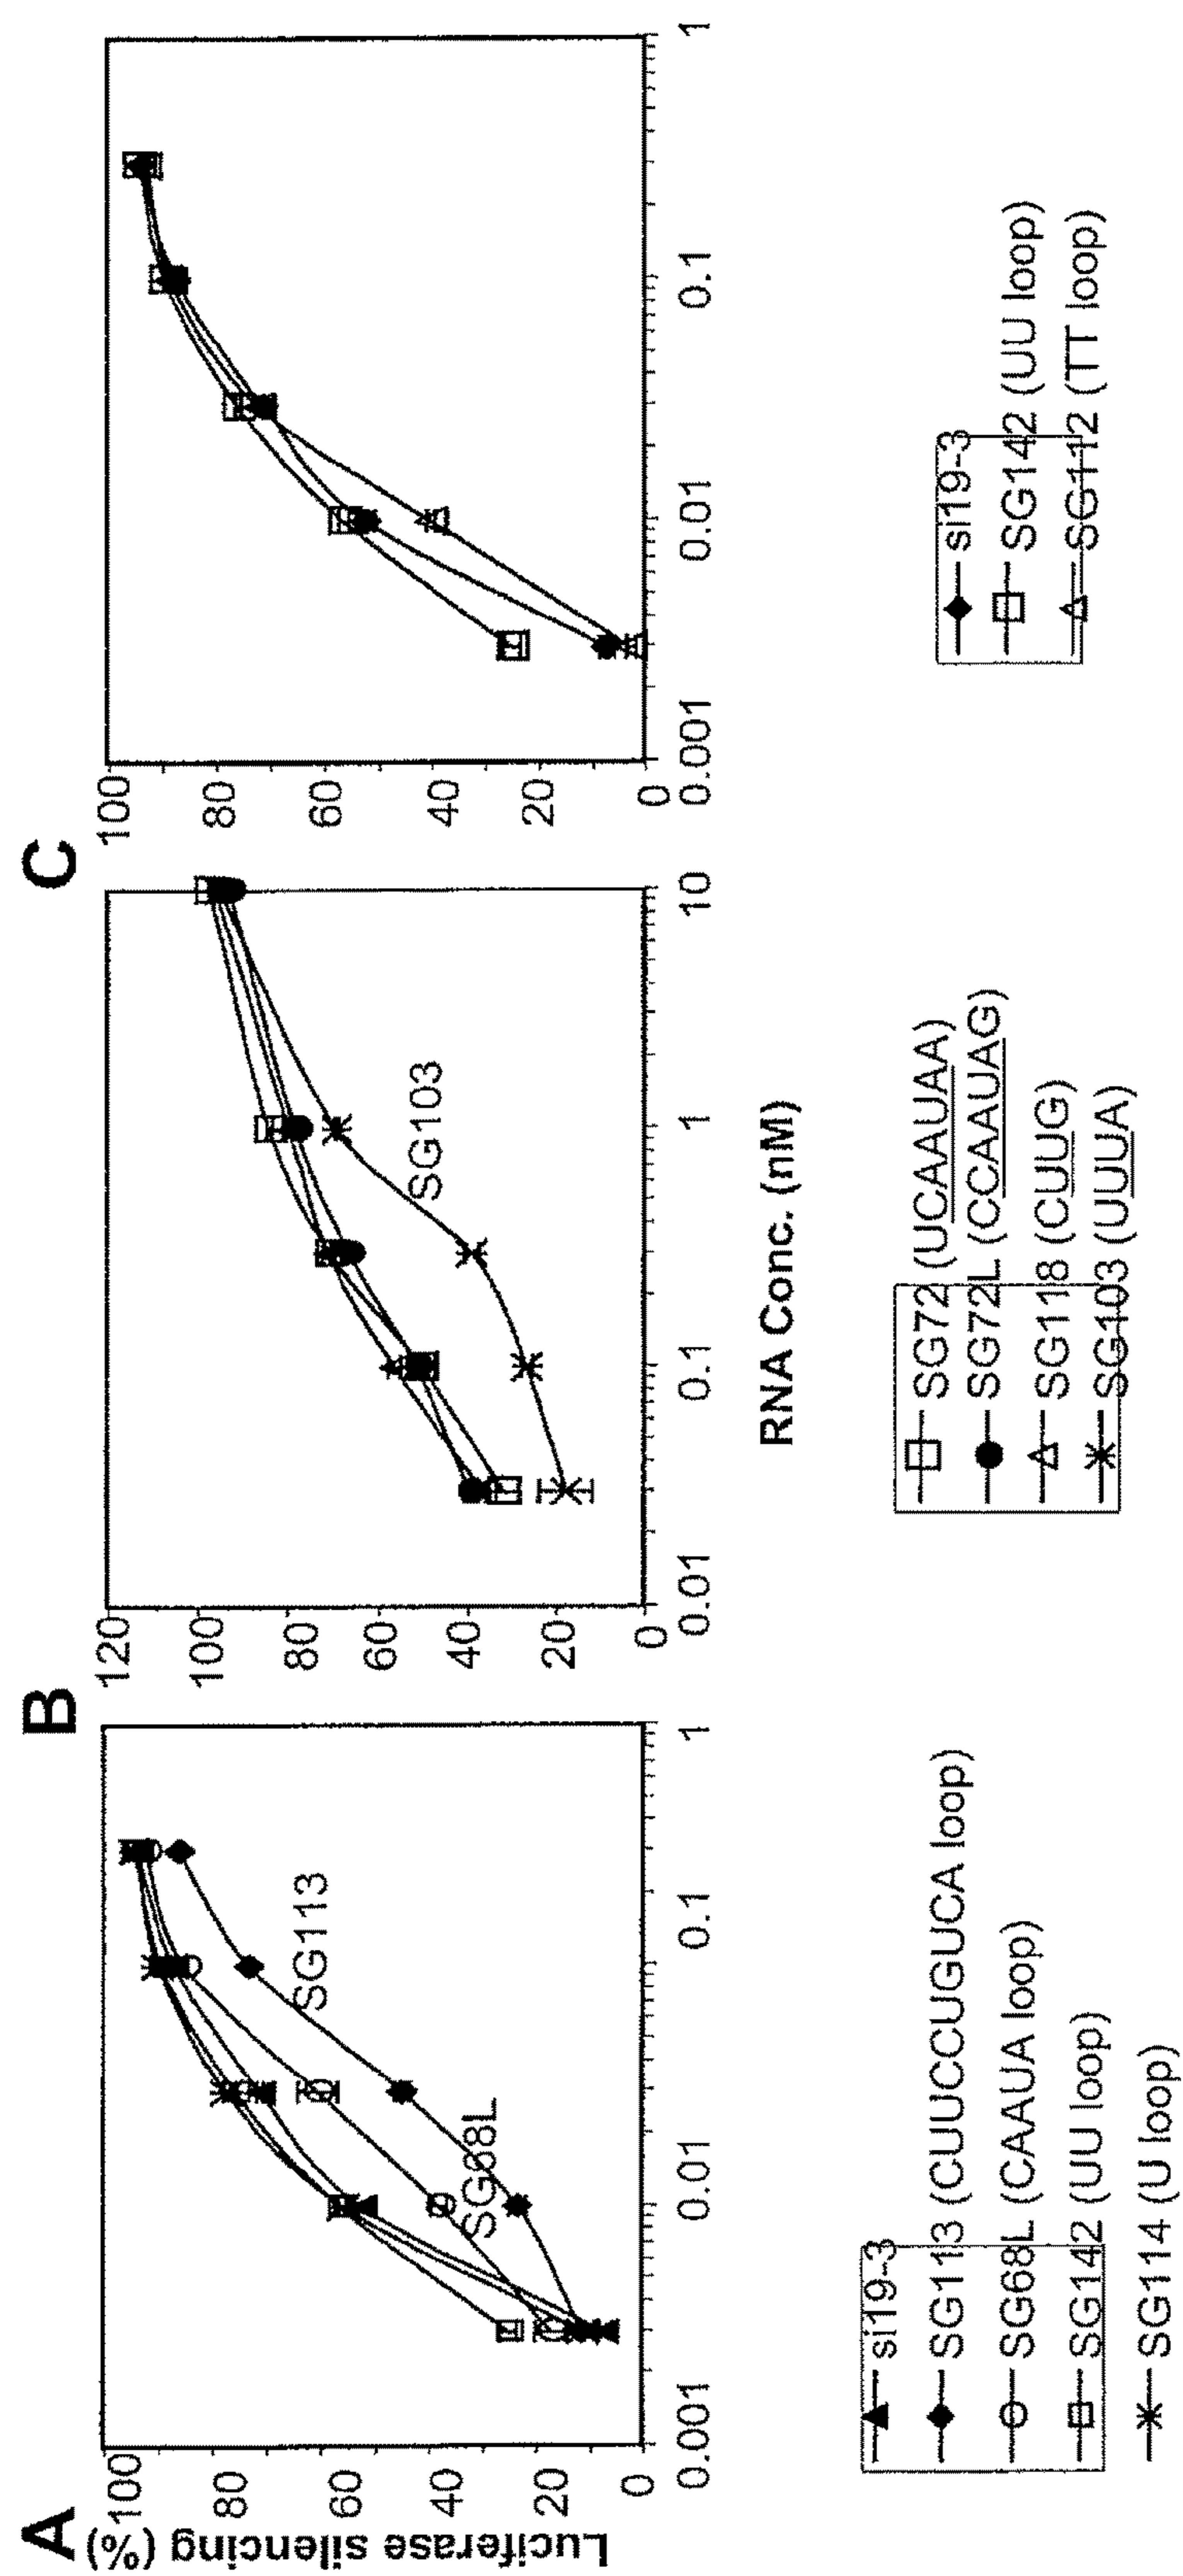 A
Luciferase silencing (%)
100
80
60
40
20
0
0.001
0.01
0.1
1
SG113
SG68L
si19-3
SG113 (CUUCCUGUCA loop)
SG68L (CAAUA loop)
SG142 (UU loop)
SG114 (U loop)
B
120
100
80
60
40
20
0
0.01
0.1
1
10
SG103
RNA Conc. (nM)
SG72 (UCAAUAA)
SG72L (CCAAUAG)
SG118 (CUUG)
SG103 (UUUA)
C
100
80
60
40
20
0
0.001
0.01
0.1
1
si19-3
SG142 (UU loop)
SG112 (TT loop)